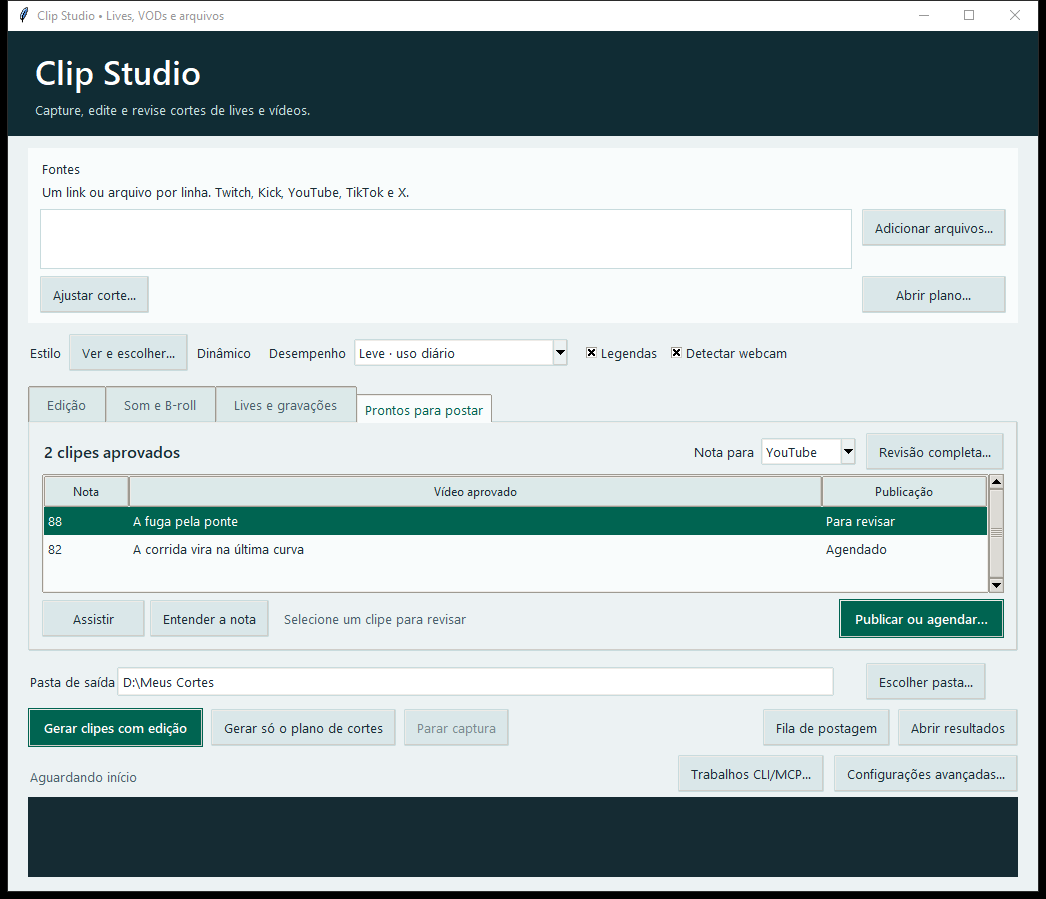 Clip Studio • Lives, VODs e arquivos
Clip Studio
Capture, edite e revise cortes de lives e vídeos.
Fontes
Um link ou arquivo por linha. Twitch, Kick, YouTube, TikTok e X.
Adicionar arquivos...
Ajustar corte...
Abrir plano...
Estilo
Ver e escolher...
Dinâmico
Desempenho
Leve · uso diário
Legendas
Detectar webcam
Edição
Som e B-roll
Lives e gravações
Prontos para postar
2 clipes aprovados
Nota para
YouTube
Revisão completa...
Nota
Vídeo aprovado
Publicação
88
A fuga pela ponte
Para revisar
82
A corrida vira na última curva
Agendado
Assistir
Entender a nota
Selecione um clipe para revisar
Publicar ou agendar...
Pasta de saída
D:\Meus Cortes
Escolher pasta...
Gerar clipes com edição
Gerar só o plano de cortes
Parar captura
Fila de postagem
Abrir resultados
Aguardando início
Trabalhos CLI/MCP...
Configurações avançadas...